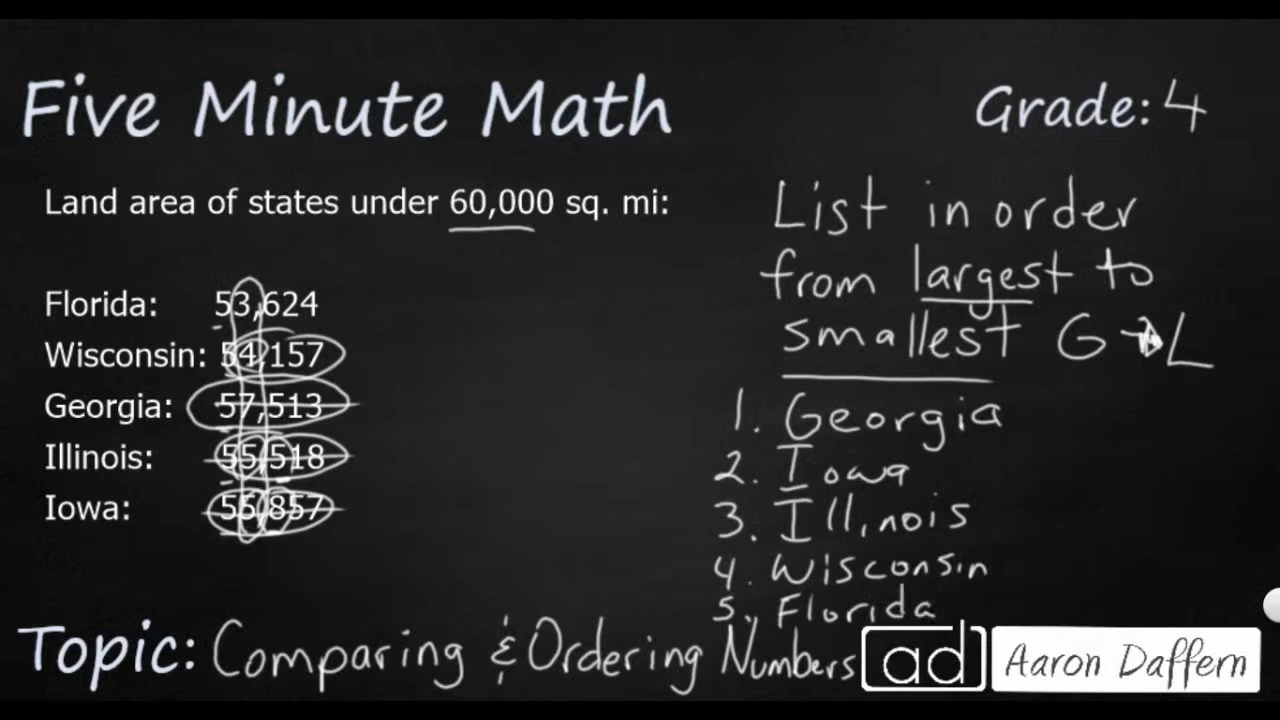 Five Minute Math
Grade: 4
Land area of states under 60,000 sq. mi:
Florida: 53,624
Wisconsin: 54,157
Georgia: 57,513
Illinois: 55,518
Iowa: 55,857
List in order
from largest to
smallest G→L
1. Georgia
2. Iowa
3. Illinois
4. Wisconsin
5. Florida
Topic: Comparing & Ordering Numbers
ad Aaron Daffern